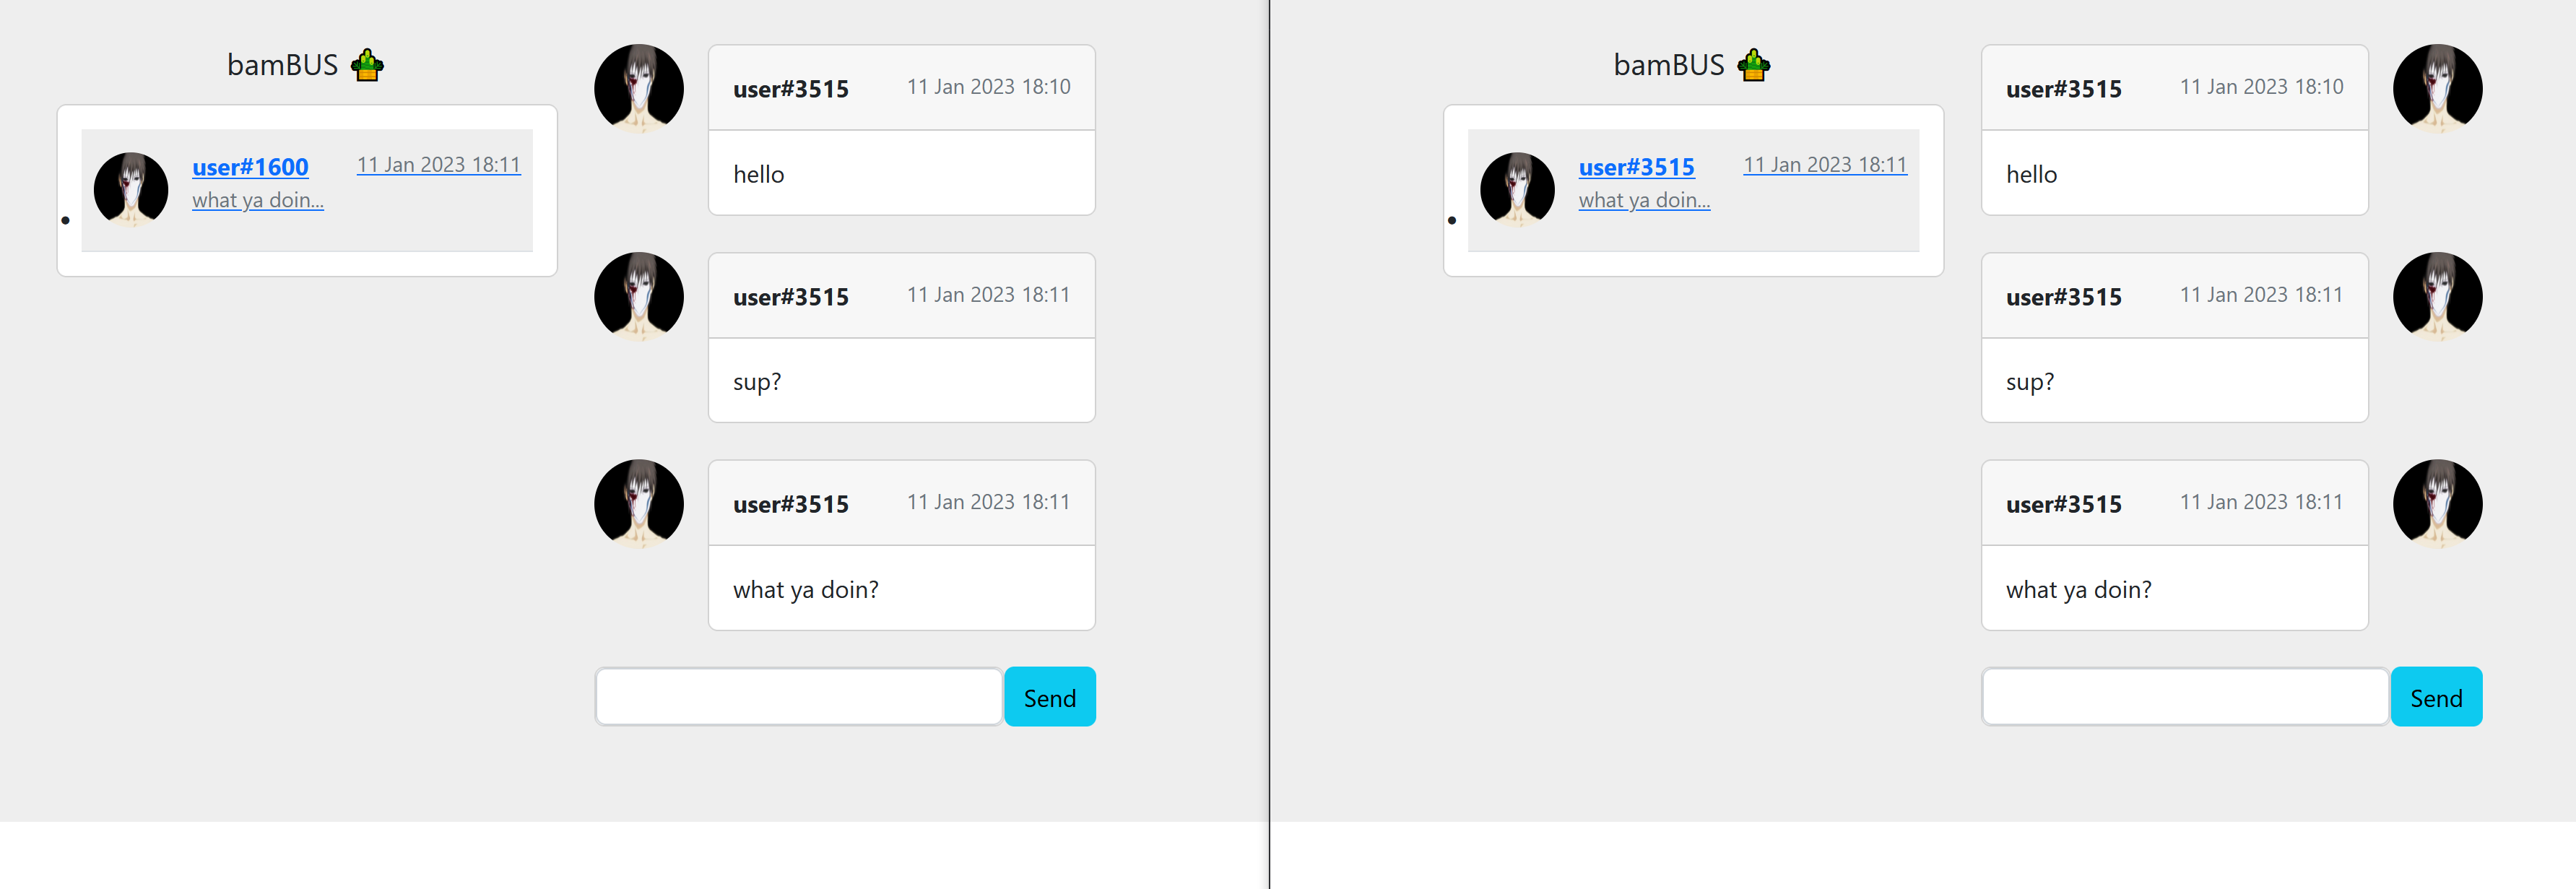 bamBUS
user#1600 11 Jan 2023 18:11
what ya doin...
user#3515 11 Jan 2023 18:10
hello
user#3515 11 Jan 2023 18:11
sup?
user#3515 11 Jan 2023 18:11
what ya doin?
Send
bamBUS
user#3515 11 Jan 2023 18:11
what ya doin...
user#3515 11 Jan 2023 18:10
hello
user#3515 11 Jan 2023 18:11
sup?
user#3515 11 Jan 2023 18:11
what ya doin?
Send